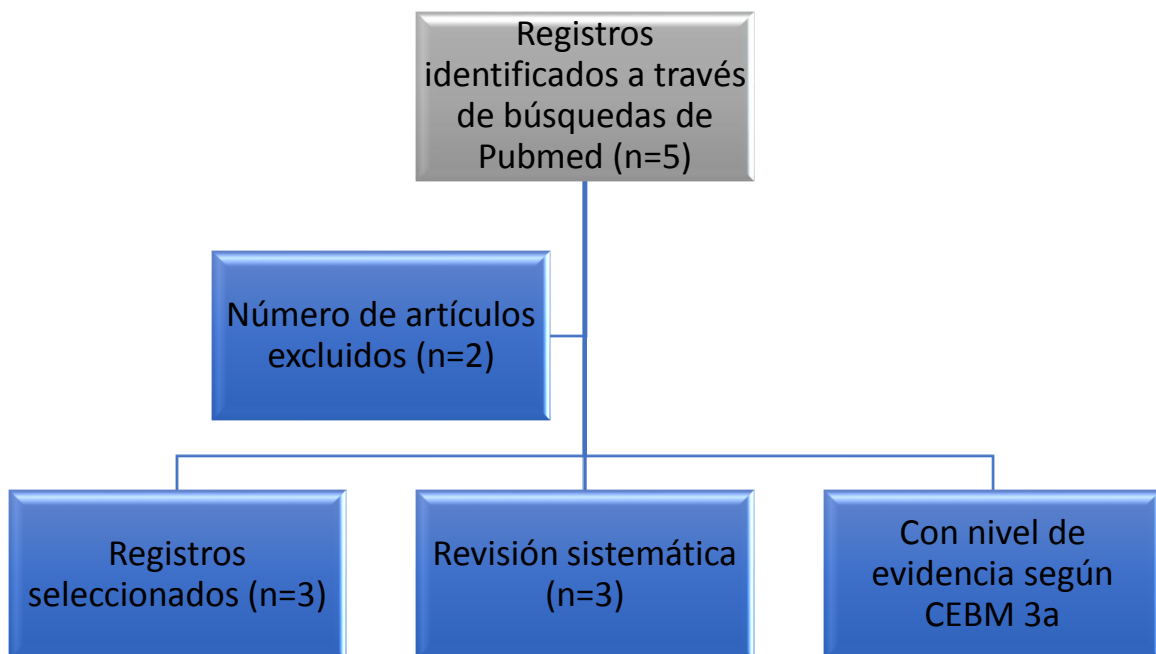 Registros
identificados a través
de búsquedas de
Pubmed (n=5)
Número de artículos
excluidos (n=2)
Registros
seleccionados (n=3)
Revisión sistemática
(n=3)
Con nivel de
evidencia según
CEBM 3a